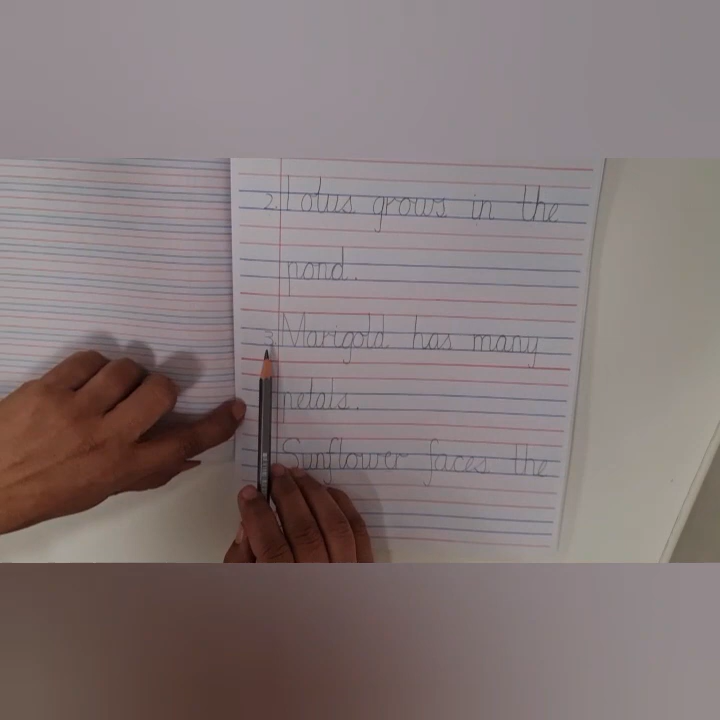 2. Lotus grows in the
pond.
3. Marigold has many
petals.
Sunflower faces the